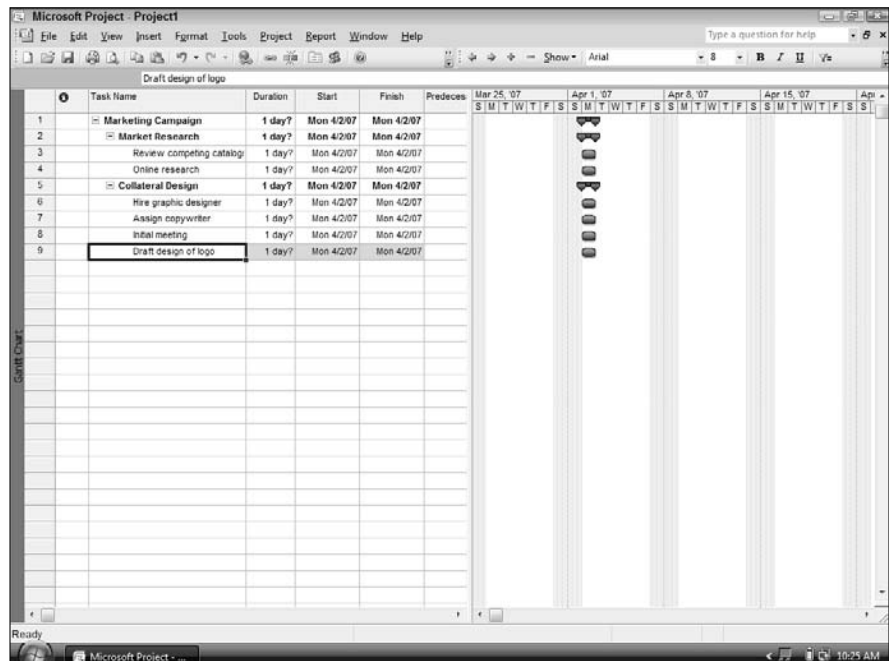 Microsoft Project - Project1
File Edit View Insert Format Tools Project Report Window Help Type a question for help
Show Arial 8 B I U
Draft design of logo
Task Name Duration Start Finish Predeces Mar 25, '07 Apr 1, '07 Apr 8, '07 Apr 15, '07 Apr
S M T W T F S S M T W T F S S M T W T F S S M T W T F S S
1 Marketing Campaign 1 day? Mon 4/2/07 Mon 4/2/07
2 Market Research 1 day? Mon 4/2/07 Mon 4/2/07
3 Review competing catalog 1 day? Mon 4/2/07 Mon 4/2/07
4 Online research 1 day? Mon 4/2/07 Mon 4/2/07
5 Collateral Design 1 day? Mon 4/2/07 Mon 4/2/07
6 Hire graphic designer 1 day? Mon 4/2/07 Mon 4/2/07
7 Assign copywriter 1 day? Mon 4/2/07 Mon 4/2/07
8 Initial meeting 1 day? Mon 4/2/07 Mon 4/2/07
9 Draft design of logo 1 day? Mon 4/2/07 Mon 4/2/07
Gantt Chart
Ready
Microsoft Project - ... 10:25 AM